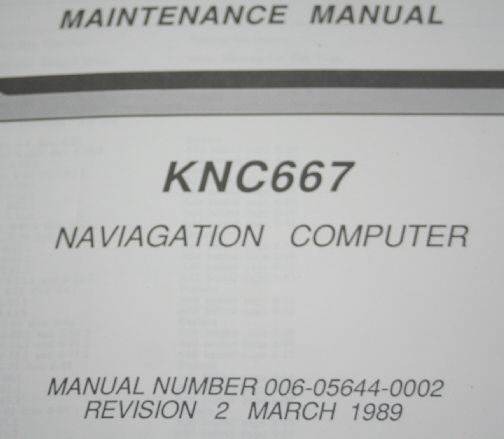 MAINTENANCE MANUAL
KNC667
NAVIAGATION COMPUTER
MANUAL NUMBER 006-05644-0002
REVISION 2 MARCH 1989